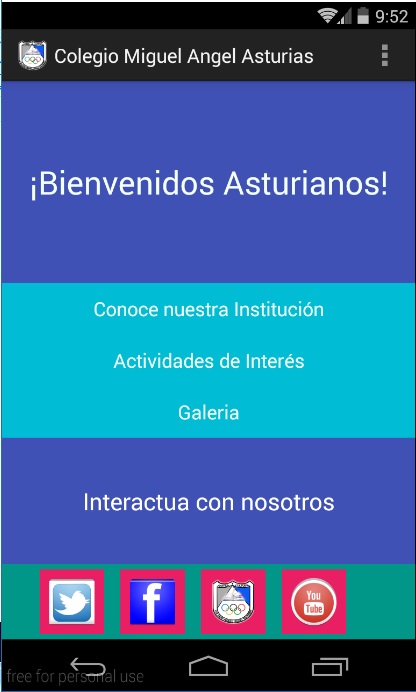 9:52
Colegio Miguel Angel Asturias
¡Bienvenidos Asturianos!
Conoce nuestra Institución
Actividades de Interés
Galeria
Interactua con nosotros
f
You
Tube
free for personal use